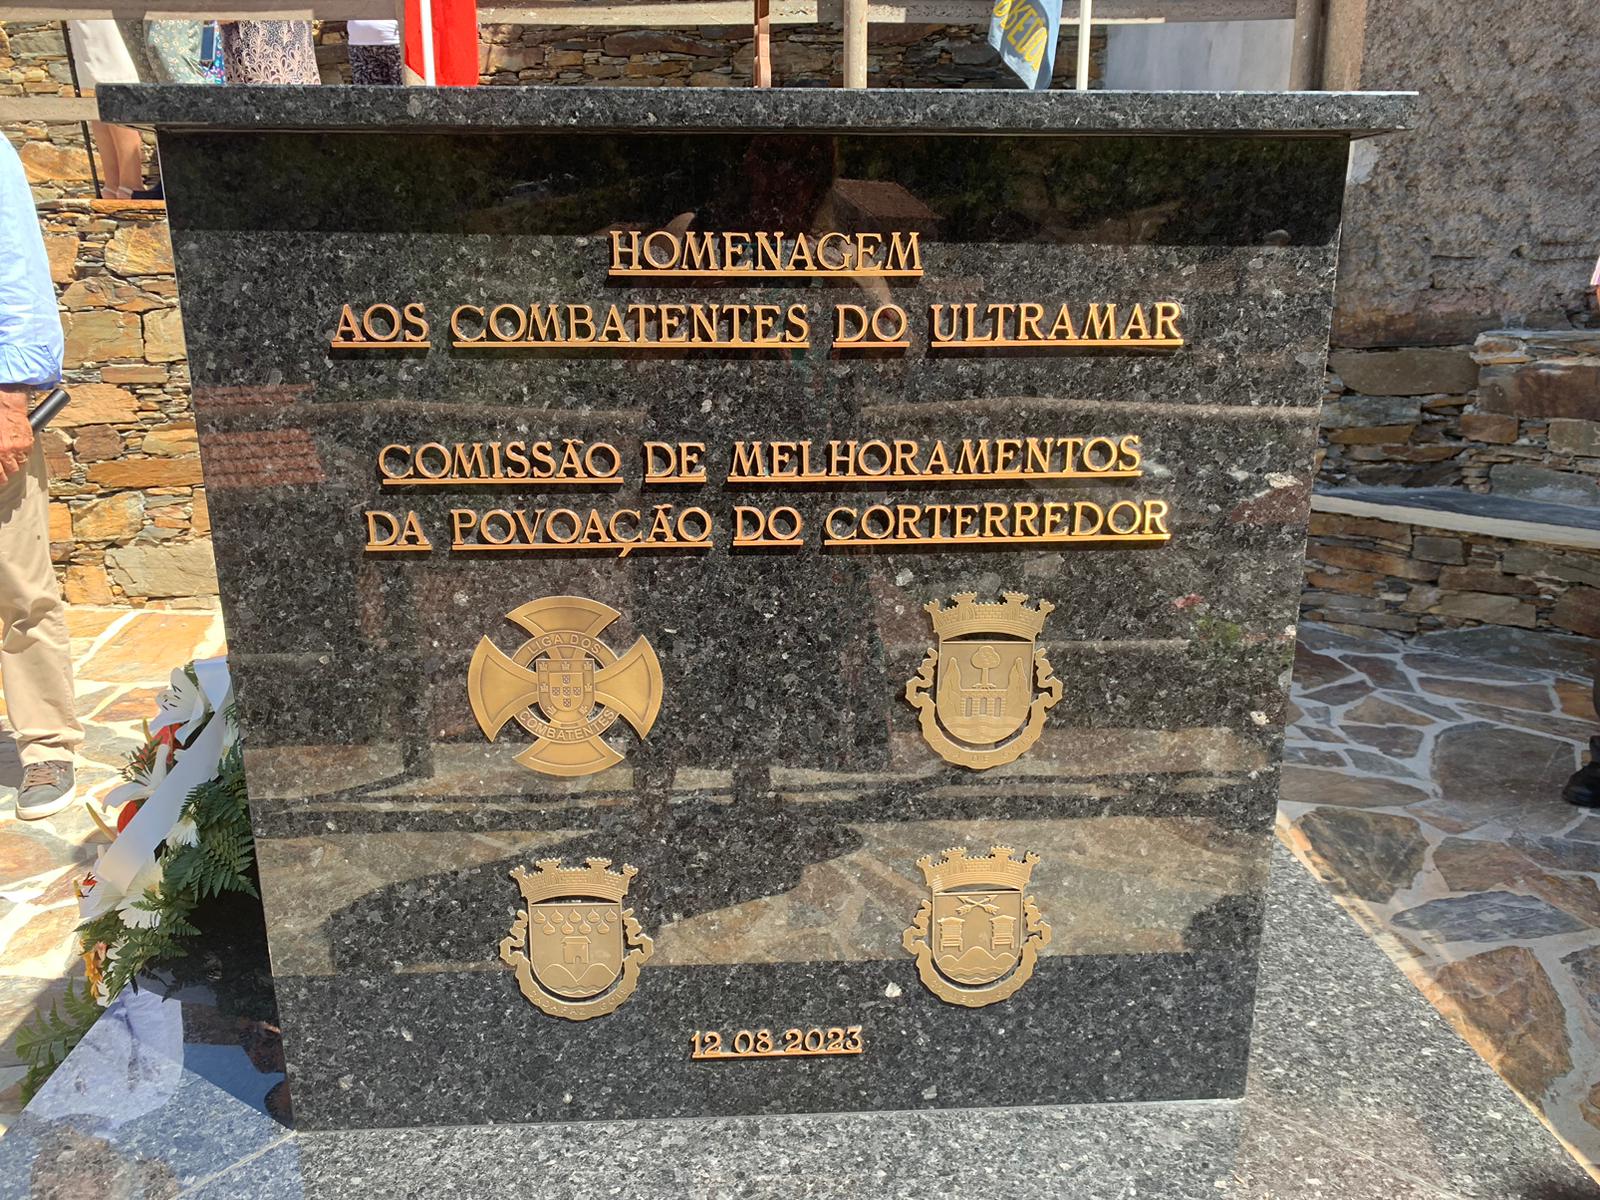 HOMENAGEM
AOS COMBATENTES DO ULTRAMAR
COMISSÃO DE MELHORAMENTOS
DA POVOAÇÃO DO CORTERREDOR
LIGA DOS
COMBATENTES
12 08 2023